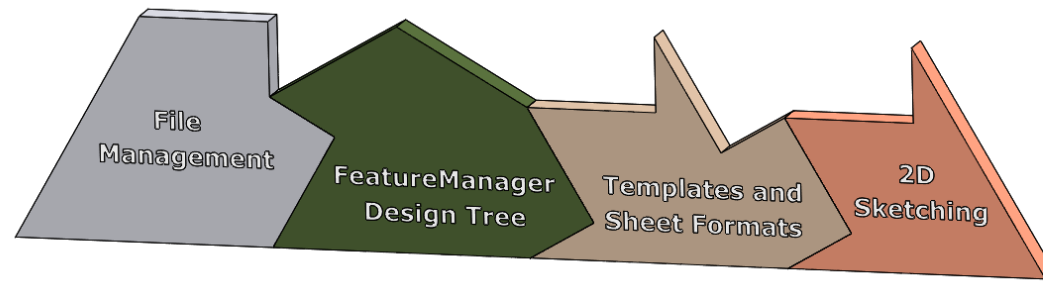 File
Management
FeatureManager
Design Tree
Templates and
Sheet Formats
2D
Sketching